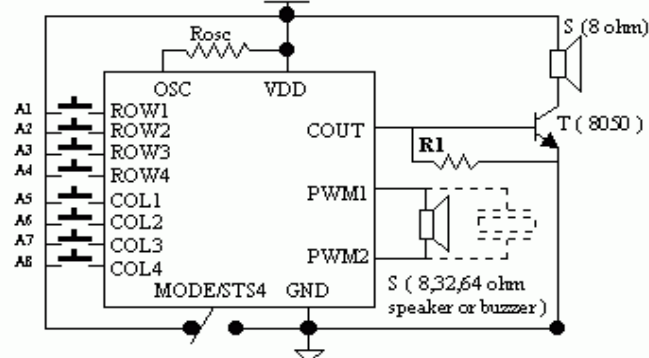 S (8 ohm)
Rosc
OSC
VDD
A1
ROW1
A2
ROW2
A3
ROW3
A4
ROW4
A5
COL1
A6
COL2
A7
COL3
A8
COL4
COUT
T ( 8050 )
R1
PWM1
PWM2
MODE/STS4
GND
S ( 8,32,64 ohm
speaker or buzzer )